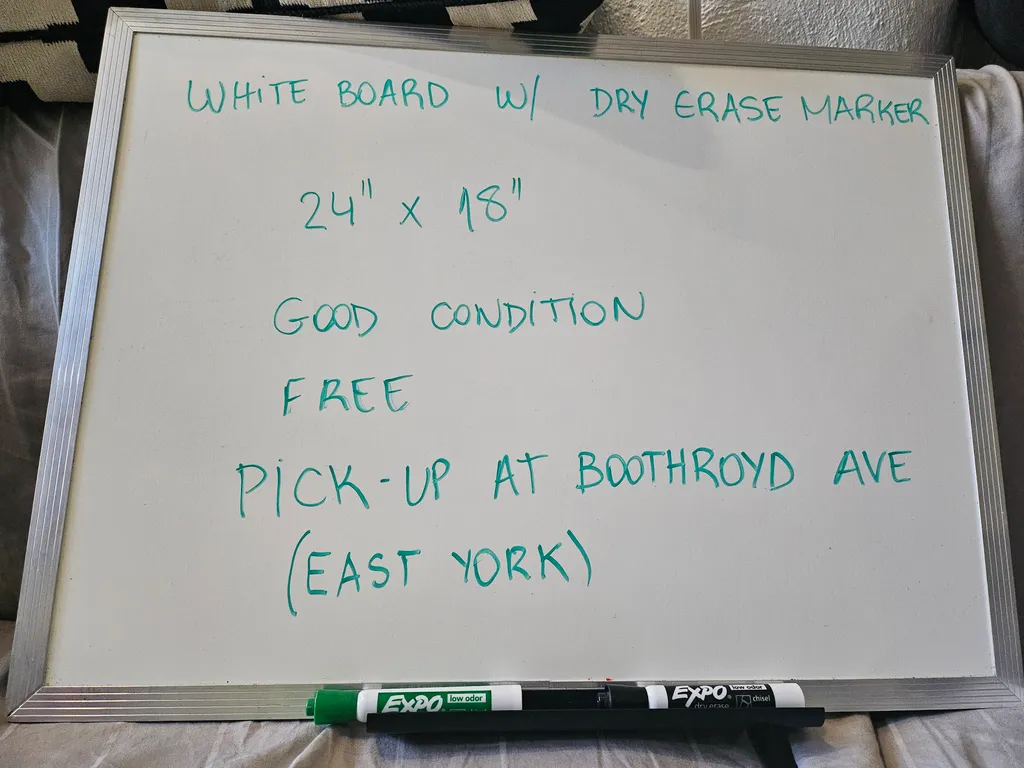 WHITE BOARD W/ DRY ERASE MARKER
24" x 18"
GOOD CONDITION
FREE
PICK-UP AT BOOTHROYD AVE
(EAST YORK)
EXPO low odor
EXPO low odor
dry erase chisel